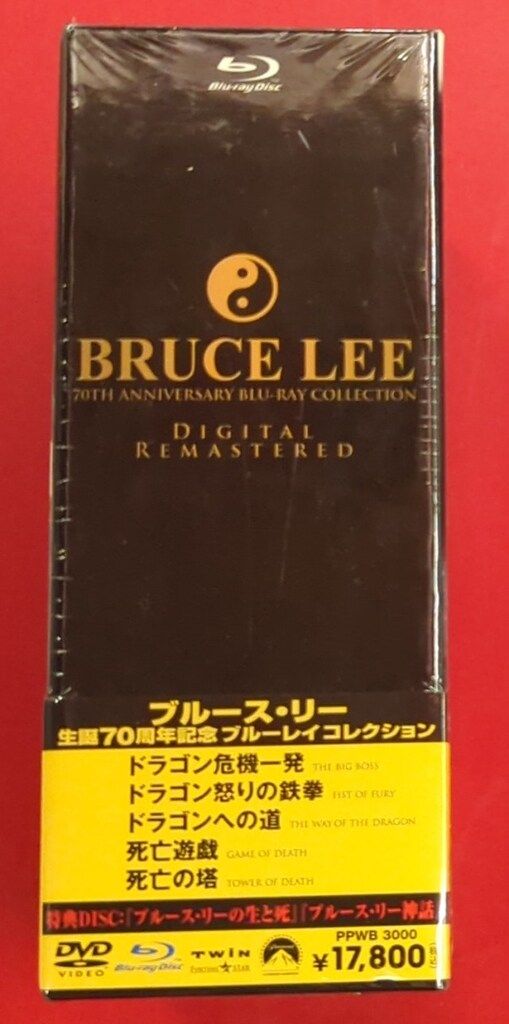 Blu-ray Disc
BRUCE LEE
70TH ANNIVERSARY BLU-RAY COLLECTION
DIGITAL
REMASTERED
ブルース・リー
生誕70周年記念 ブルーレイコレクション
ドラゴン危機一発 THE BIG BOSS
ドラゴン怒りの鉄拳 FIST OF FURY
ドラゴンへの道 THE WAY OF THE DRAGON
死亡遊戯 GAME OF DEATH
死亡の塔 TOWER OF DEATH
特典DISC:『ブルース・リーの生と死』『ブルース・リー神話』
DVD VIDEO
Blu-ray Disc
TWIN
Paramount
PPWB 3000
¥17,800